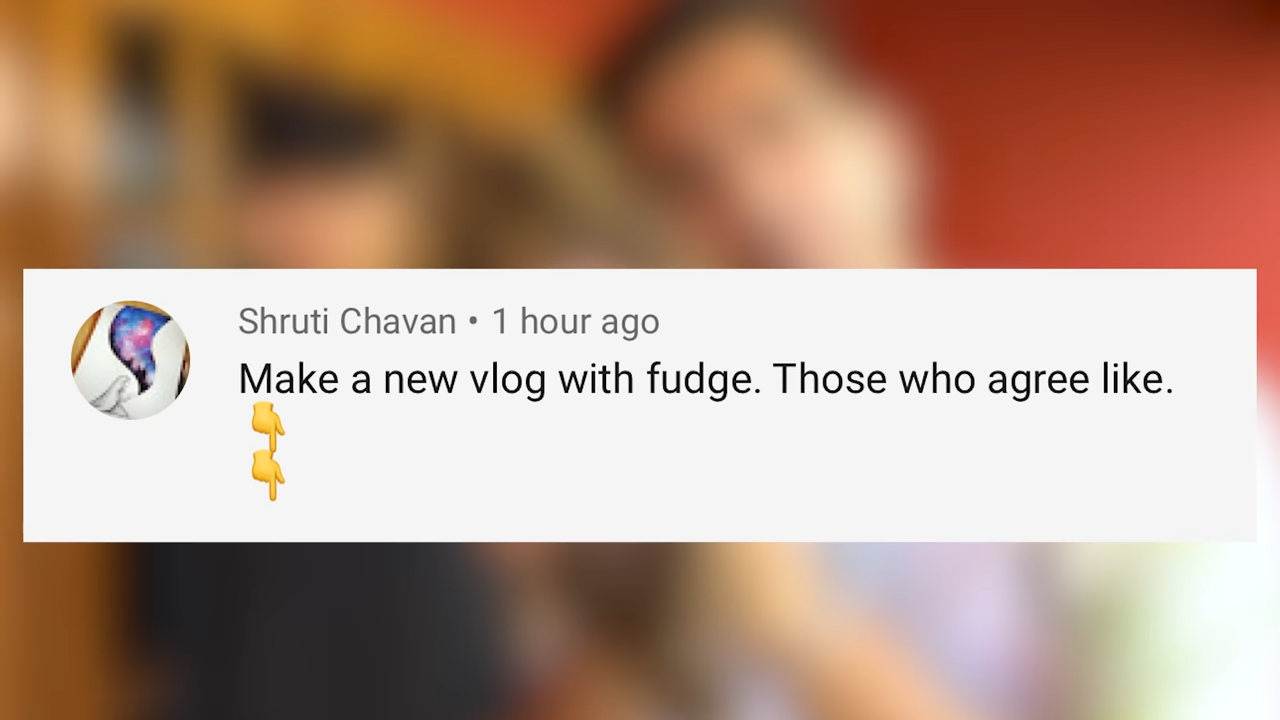 Shruti Chavan • 1 hour ago
Make a new vlog with fudge. Those who agree like.
👇
👇